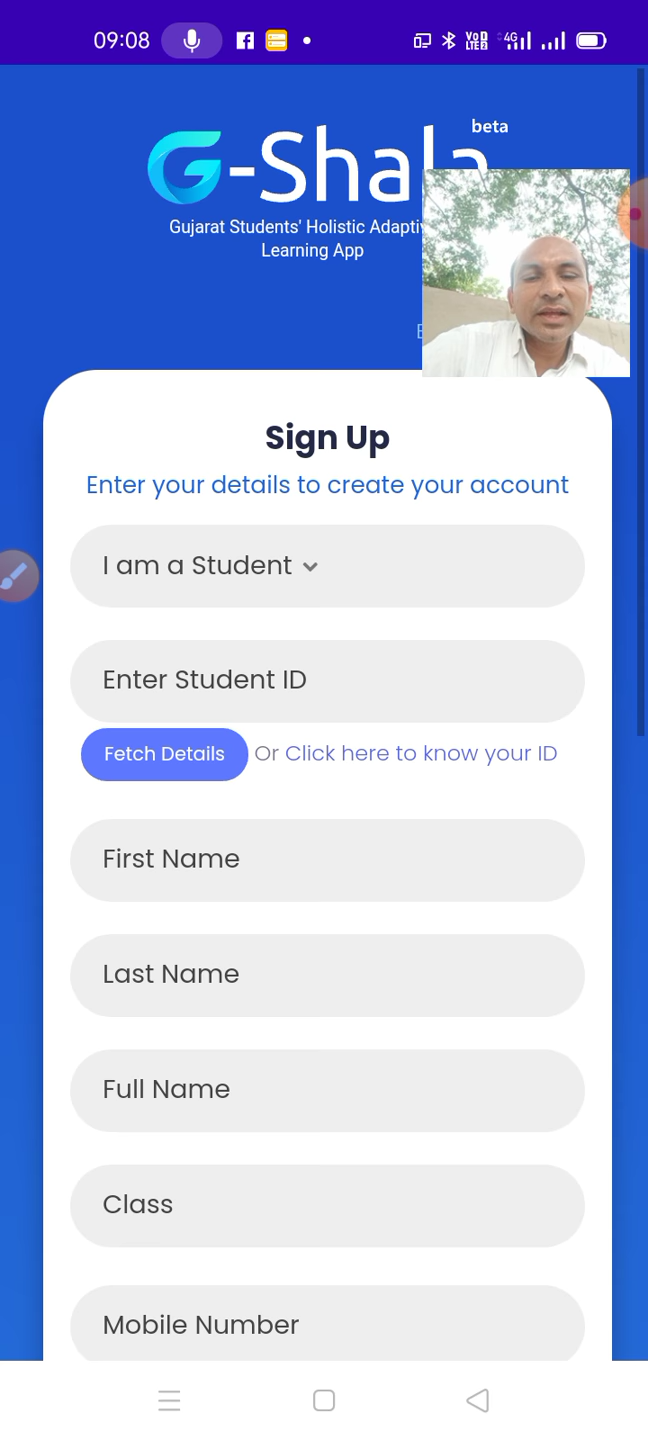 09:08
4G
beta
G-Shala
Gujarat Students' Holistic
Learning App
Sign Up
Enter your details to create your account
I am a Student
Enter Student ID
Fetch Details Or Click here to know your ID
First Name
Last Name
Full Name
Class
Mobile Number